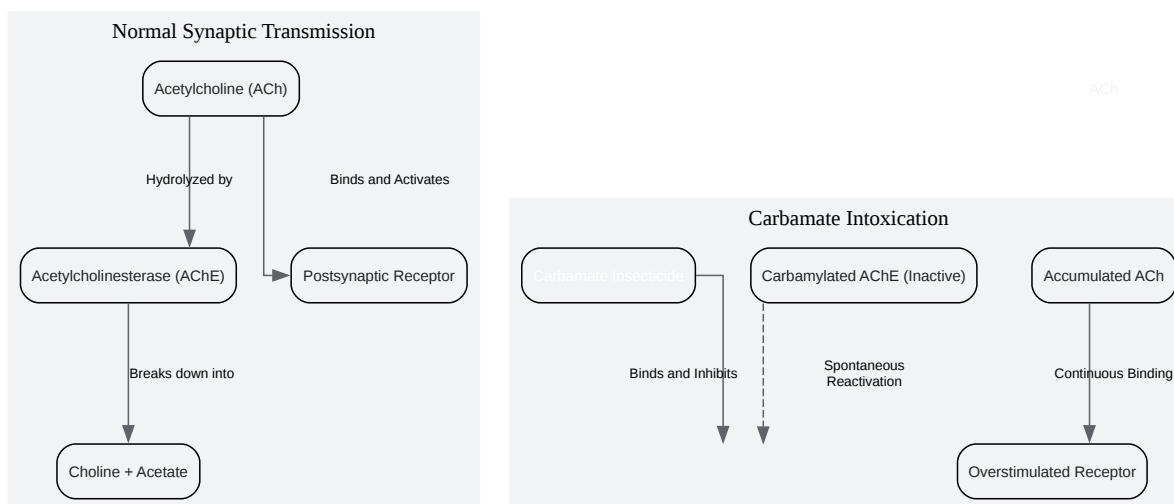 Normal Synaptic Transmission
Acetylcholine (ACh)
Hydrolyzed by
Binds and Activates
Acetylcholinesterase (AChE)
Postsynaptic Receptor
Breaks down into
Choline + Acetate
ACh
Carbamate Intoxication
Carbamate Insecticide
Carbamylated AChE (Inactive)
Accumulated ACh
Binds and Inhibits
Spontaneous
Reactivation
Continuous Binding
Overstimulated Receptor